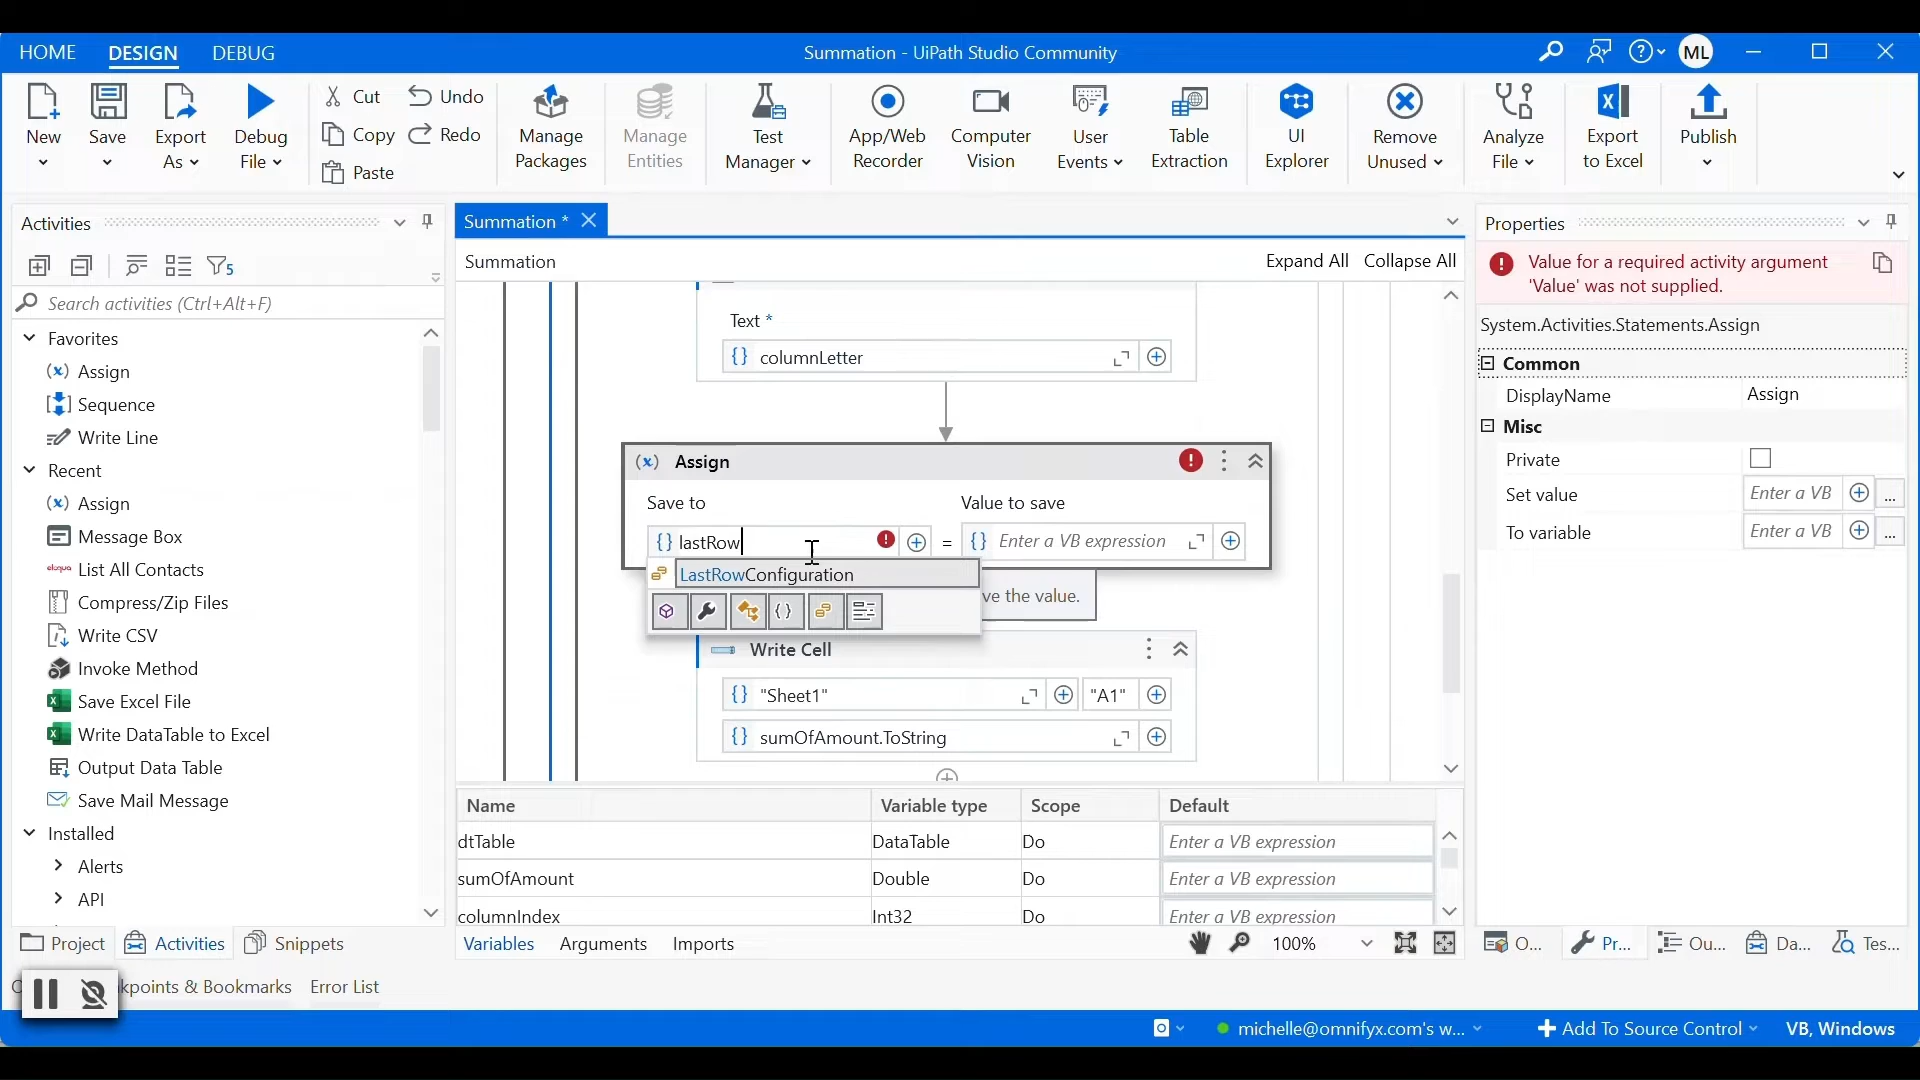 HOME DESIGN DEBUG
Summation - UiPath Studio Community
ML
New
Save
Export As
Debug File
Cut
Copy
Paste
Undo
Redo
Manage Packages
Manage Entities
Test Manager
App/Web Recorder
Computer Vision
User Events
Table Extraction
UI Explorer
Remove Unused
Analyze File
Export to Excel
Publish
Activities
5
Search activities (Ctrl+Alt+F)
Favorites
(x) Assign
Sequence
Write Line
Recent
(x) Assign
Message Box
eloqua List All Contacts
Compress/Zip Files
Write CSV
Invoke Method
Save Excel File
Write DataTable to Excel
Output Data Table
Save Mail Message
Installed
Alerts
API
Project Activities Snippets
Summation *
Summation
Expand All Collapse All
Text *
{} columnLetter
(x) Assign
Save to
Value to save
{} lastRow
=
{} Enter a VB expression
LastRowConfiguration
{}
ve the value.
Write Cell
{} "Sheet1"
"A1"
{} sumOfAmount.ToString
Name Variable type Scope Default
dtTable DataTable Do Enter a VB expression
sumOfAmount Double Do Enter a VB expression
columnIndex Int32 Do Enter a VB expression
Variables Arguments Imports
100%
Properties
Value for a required activity argument
'Value' was not supplied.
System.Activities.Statements.Assign
Common
DisplayName Assign
Misc
Private
Set value Enter a VB ...
To variable Enter a VB ...
O... Pr... Ou... Da... Tes...
kpoints & Bookmarks Error List
michelle@omnifyx.com's w...
Add To Source Control
VB, Windows